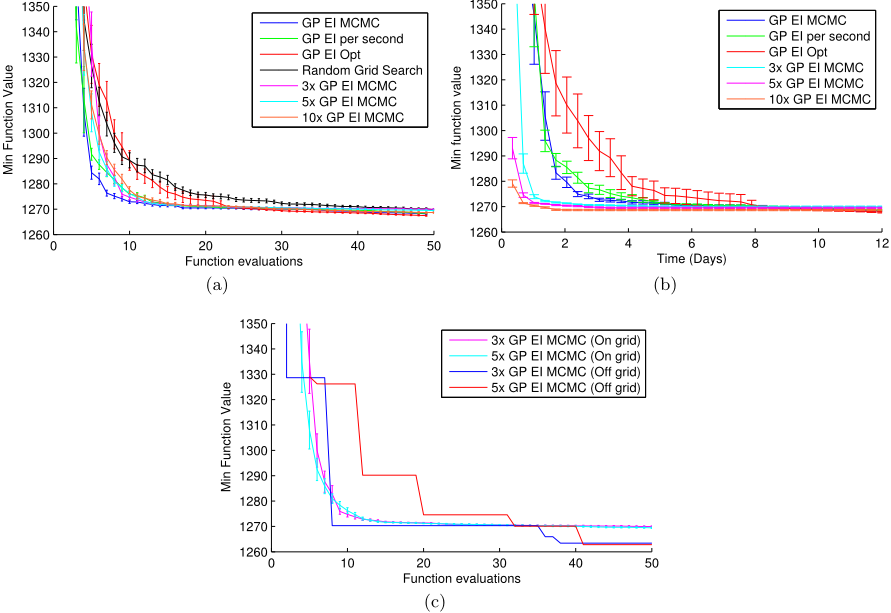 1350
1340
1330
1320
1310
1300
1290
1280
1270
1260
Min Function Value
0
10
20
30
40
50
Function evaluations
GP EI MCMC
GP EI per second
GP EI Opt
Random Grid Search
3x GP EI MCMC
5x GP EI MCMC
10x GP EI MCMC
(a)
1350
1340
1330
1320
1310
1300
1290
1280
1270
1260
Min function value
0
2
4
6
8
10
12
Time (Days)
GP EI MCMC
GP EI per second
GP EI Opt
3x GP EI MCMC
5x GP EI MCMC
10x GP EI MCMC
(b)
1350
1340
1330
1320
1310
1300
1290
1280
1270
1260
Min Function Value
0
10
20
30
40
50
Function evaluations
3x GP EI MCMC (On grid)
5x GP EI MCMC (On grid)
3x GP EI MCMC (Off grid)
5x GP EI MCMC (Off grid)
(c)